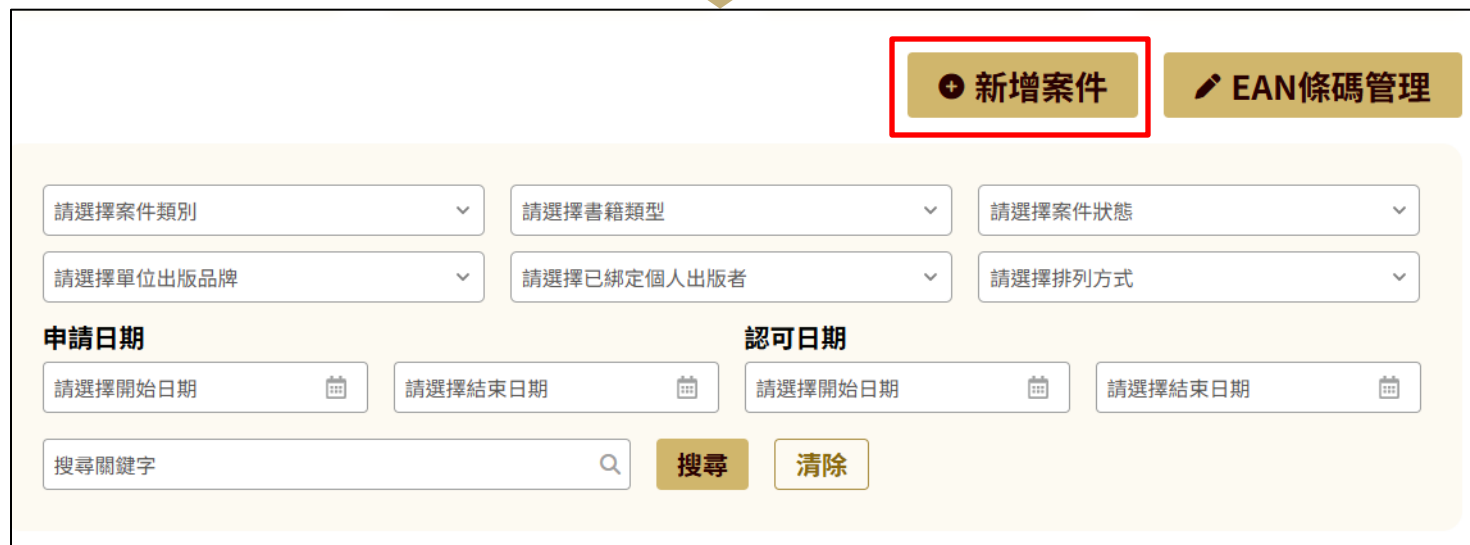 新增案件 EAN條碼管理
請選擇案件類別 請選擇書籍類型 請選擇案件狀態
請選擇單位出版品牌 請選擇已綁定個人出版者 請選擇排列方式
申請日期 認可日期
請選擇開始日期 請選擇結束日期 請選擇開始日期 請選擇結束日期
搜尋關鍵字 搜尋 清除